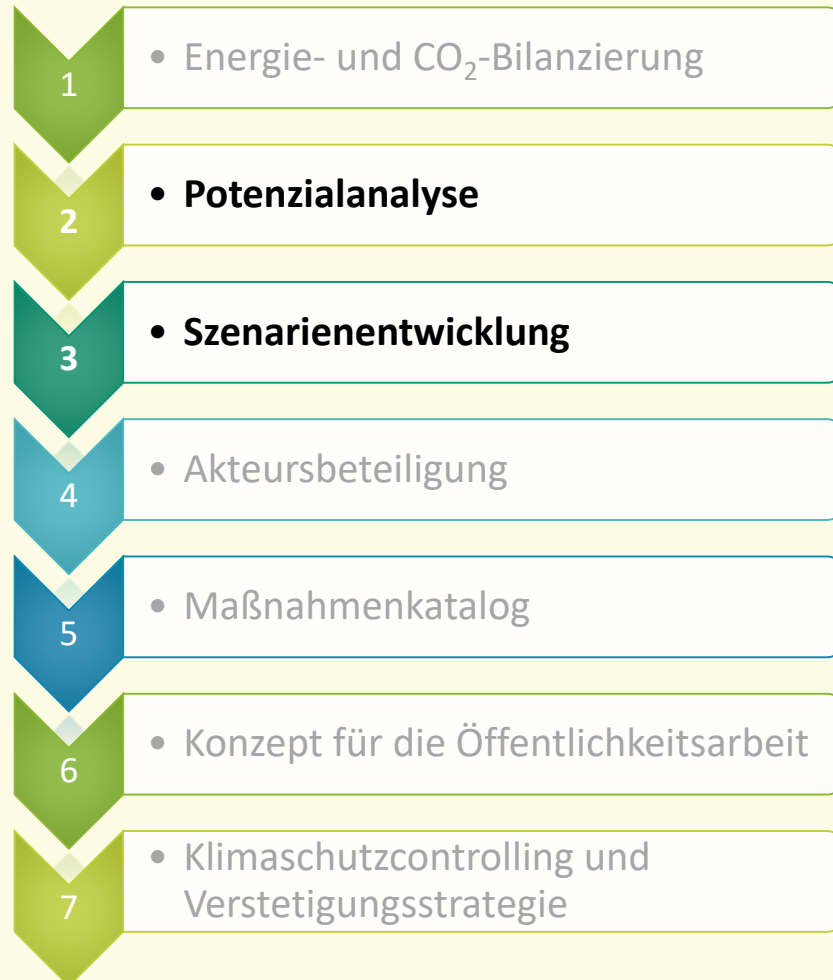 1
• Energie- und CO₂-Bilanzierung
2
• Potenzialanalyse
3
• Szenarienentwicklung
4
• Akteursbeteiligung
5
• Maßnahmenkatalog
6
• Konzept für die Öffentlichkeitsarbeit
7
• Klimaschutzcontrolling und
Verstetigungsstrategie